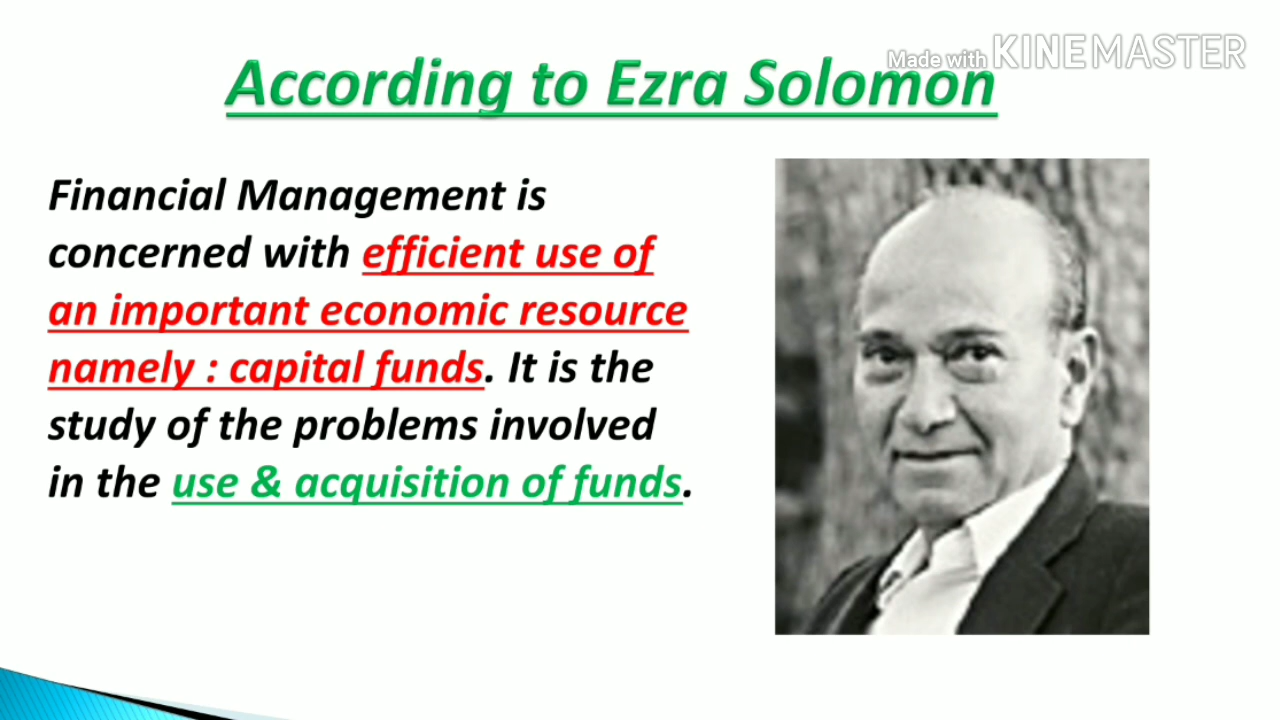 Made with KINEMASTER
According to Ezra Solomon
Financial Management is
concerned with efficient use of
an important economic resource
namely : capital funds. It is the
study of the problems involved
in the use & acquisition of funds.